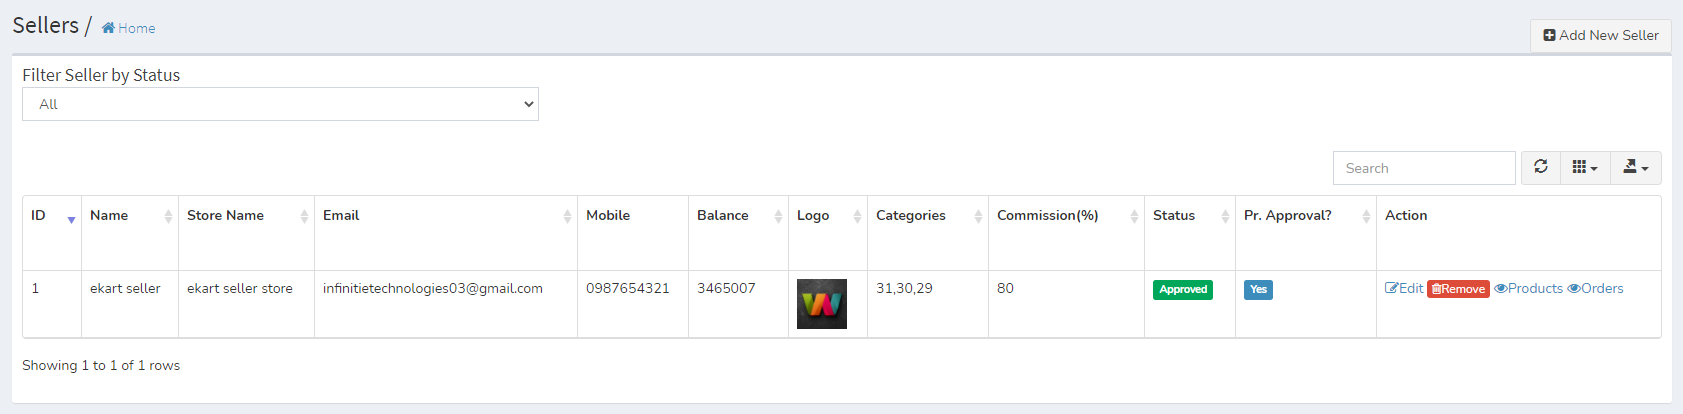 Sellers / Home
Add New Seller
Filter Seller by Status
All
Search
ID Name Store Name Email Mobile Balance Logo Categories Commission(%) Status Pr. Approval? Action
1 ekart seller ekart seller store infinitietechnologies03@gmail.com 0987654321 3465007 31,30,29 80 Approved Yes Edit Remove Products Orders
Showing 1 to 1 of 1 rows